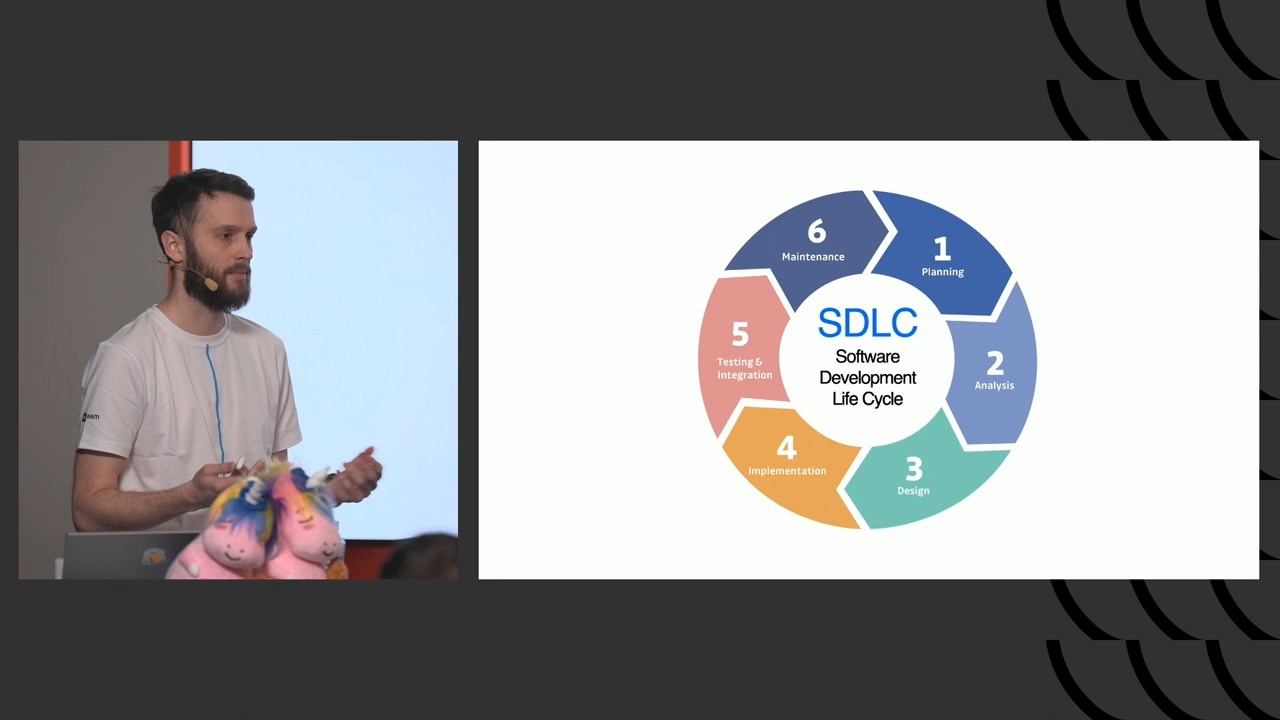 6
Maintenance
1
Planning
5
Testing &
Integration
SDLC
Software
Development
Life Cycle
2
Analysis
4
Implementation
3
Design